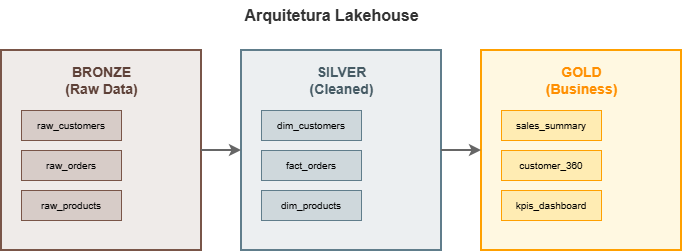 Arquitetura Lakehouse
BRONZE
(Raw Data)
raw_customers
raw_orders
raw_products
SILVER
(Cleaned)
dim_customers
fact_orders
dim_products
GOLD
(Business)
sales_summary
customer_360
kpis_dashboard